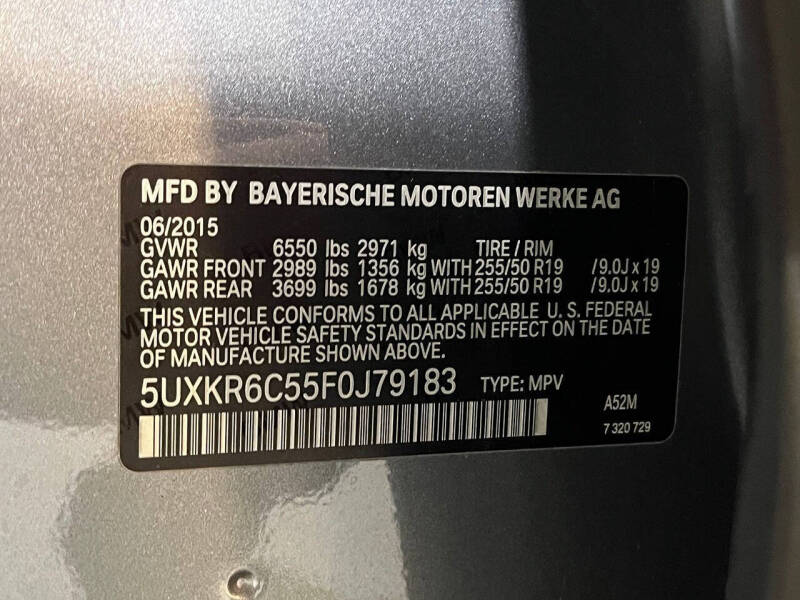 MFD BY BAYERISCHE MOTOREN WERKE AG
06/2015
GVWR 6550 lbs 2971 kg TIRE / RIM
GAWR FRONT 2989 lbs 1356 kg WITH 255/50 R19 /9.0J x 19
GAWR REAR 3699 lbs 1678 kg WITH 255/50 R19 /9.0J x 19
THIS VEHICLE CONFORMS TO ALL APPLICABLE U. S. FEDERAL
MOTOR VEHICLE SAFETY STANDARDS IN EFFECT ON THE DATE
OF MANUFACTURE SHOWN ABOVE.
5UXKR6C55F0J79183 TYPE: MPV
A52M
7 320 729